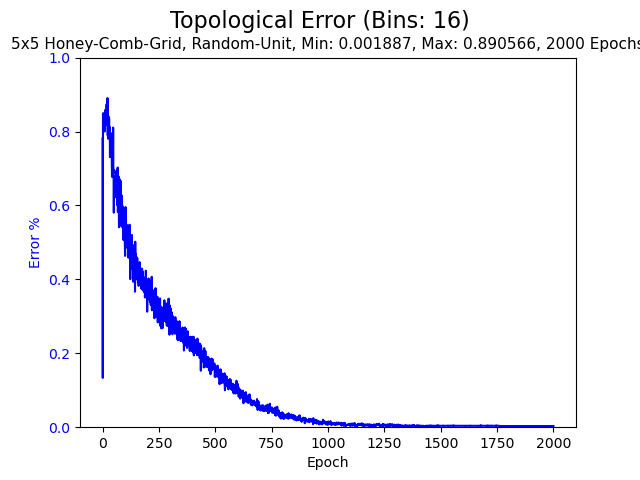 Topological Error (Bins: 16)
5x5 Honey-Comb-Grid, Random-Unit, Min: 0.001887, Max: 0.890566, 2000 Epochs
1.0
0.8
0.6
0.4
0.2
0.0
Error %
0 250 500 750 1000 1250 1500 1750 2000
Epoch